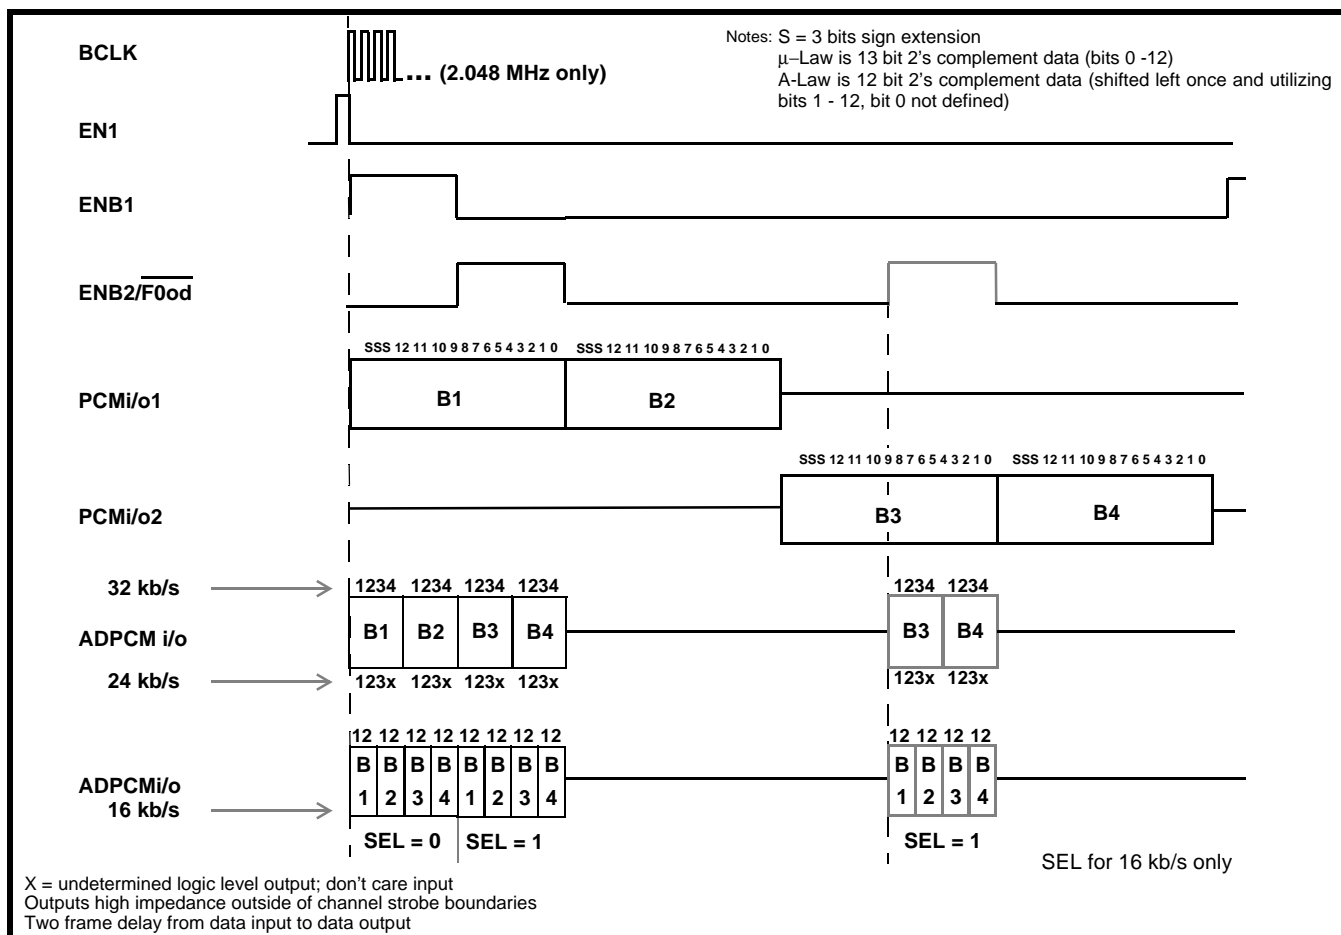 BCLK
... (2.048 MHz only)
Notes: S = 3 bits sign extension
μ–Law is 13 bit 2's complement data (bits 0 -12)
A-Law is 12 bit 2's complement data (shifted left once and utilizing
bits 1 - 12, bit 0 not defined)
EN1
ENB1
ENB2/F0od
SSS 12 11 10 9 8 7 6 5 4 3 2 1 0 SSS 12 11 10 9 8 7 6 5 4 3 2 1 0
PCMi/o1 B1 B2
SSS 12 11 10 9 8 7 6 5 4 3 2 1 0 SSS 12 11 10 9 8 7 6 5 4 3 2 1 0
PCMi/o2 B3 B4
32 kb/s 1234 1234 1234 1234 1234 1234
ADPCM i/o B1 B2 B3 B4 B3 B4
24 kb/s 123x 123x 123x 123x 123x 123x
12 12 12 12 12 12 12 12 12 12 12 12
B B B B B B B B B B B B
ADPCMi/o 1 2 3 4 1 2 3 4 1 2 3 4
16 kb/s
SEL = 0 SEL = 1 SEL = 1
SEL for 16 kb/s only
X = undetermined logic level output; don't care input
Outputs high impedance outside of channel strobe boundaries
Two frame delay from data input to data output